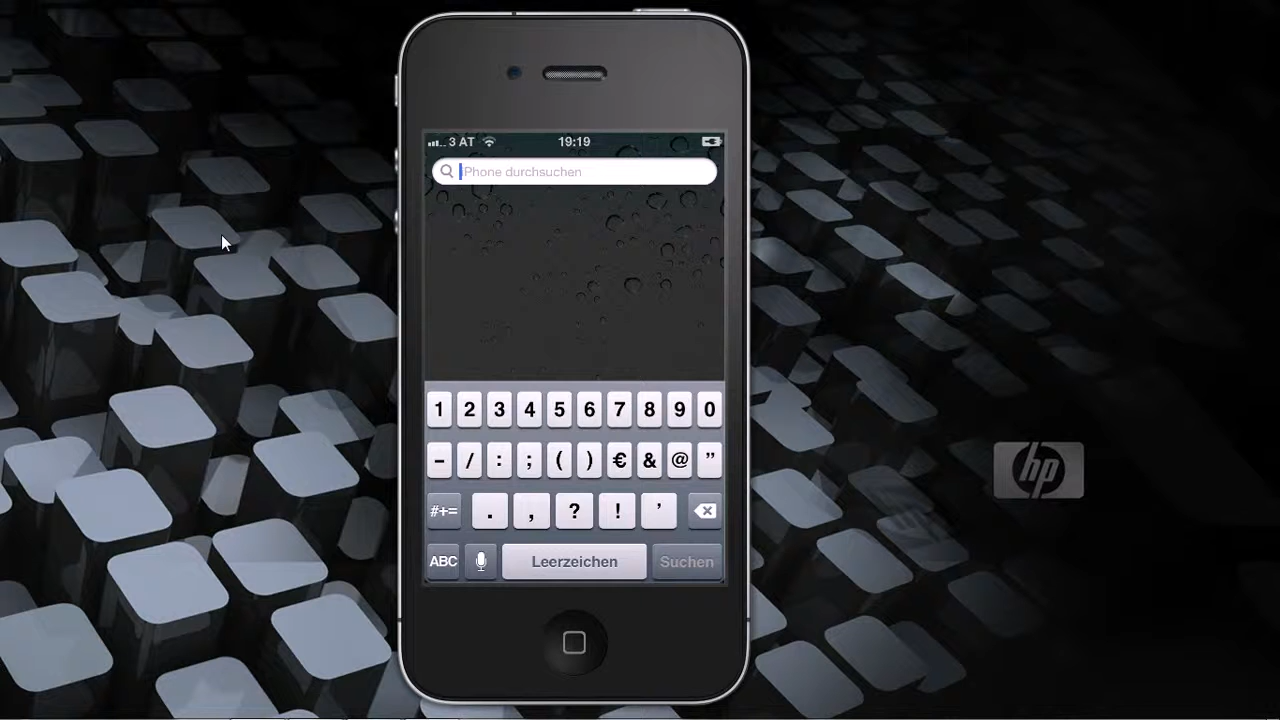 3 AT 19:19
iPhone durchsuchen
1 2 3 4 5 6 7 8 9 0
- / : ; ( ) € & @ "
#+= . , ? ! '
ABC Leerzeichen Suchen
hp